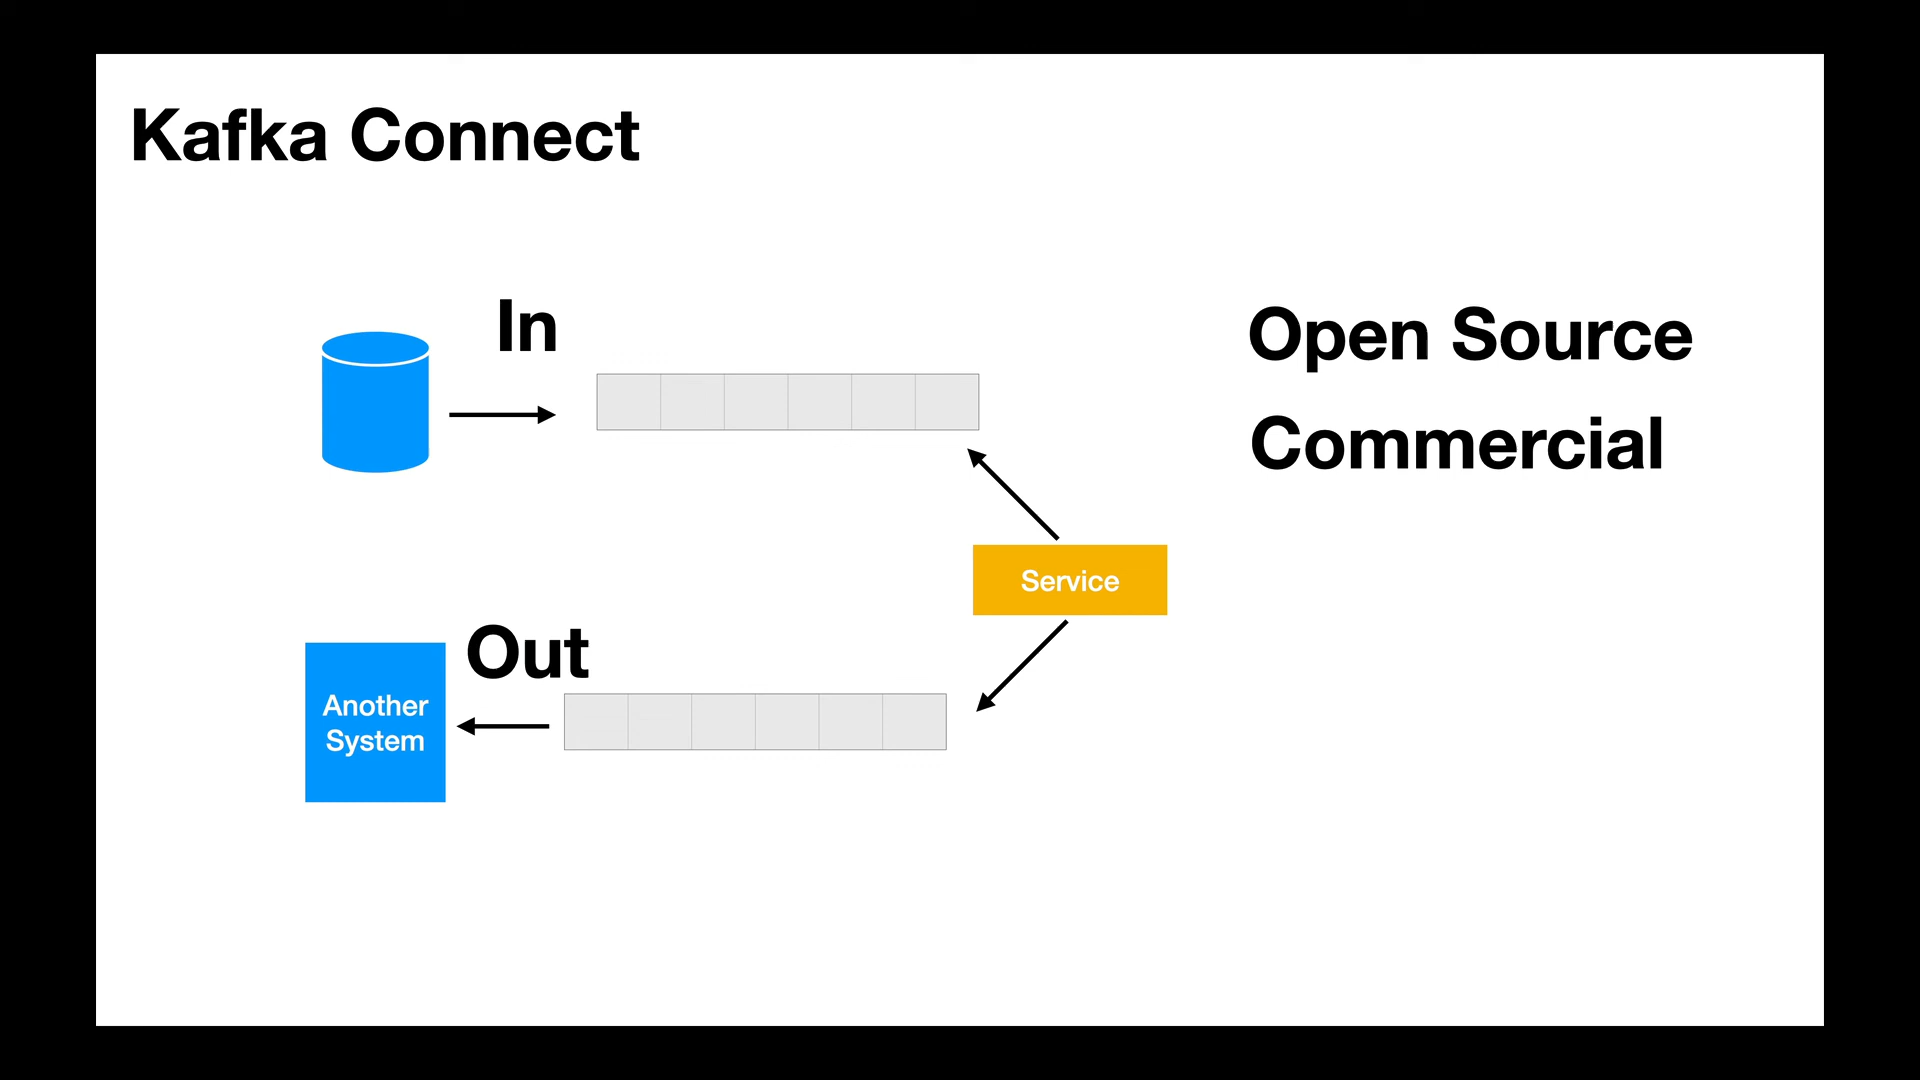 Kafka Connect
In
Open Source
Commercial
Service
Out
Another
System